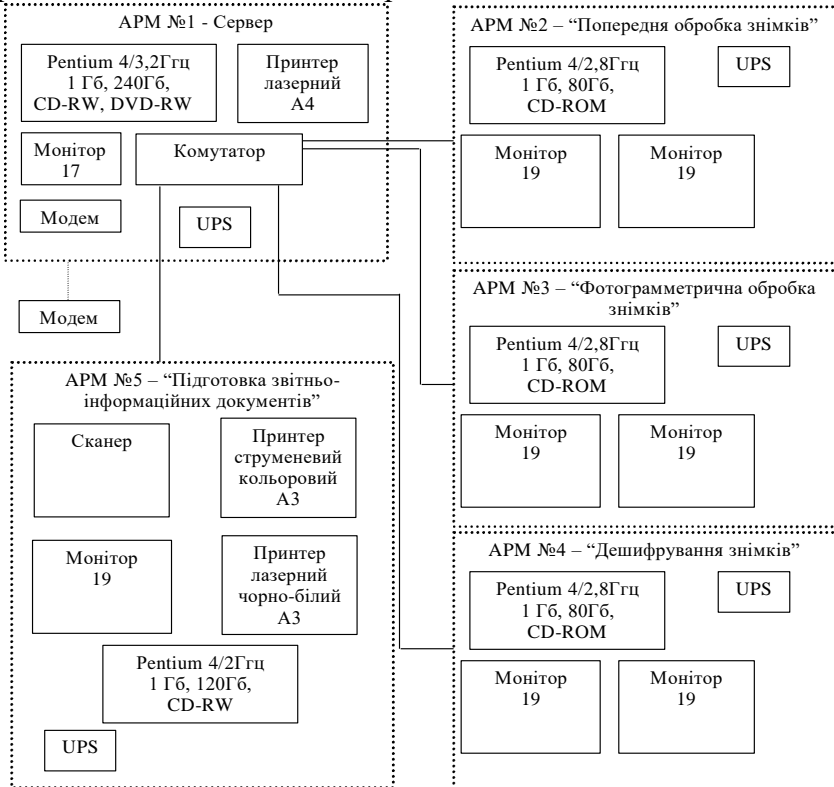 АРМ №1 - Сервер
Pentium 4/3,2Ггц
1 Гб, 240Гб,
CD-RW, DVD-RW
Принтер
лазерний
А4
Монітор
17
Комутатор
Модем
UPS
Модем
АРМ №2 – “Попередня обробка знімків”
Pentium 4/2,8Ггц
1 Гб, 80Гб,
CD-ROM
UPS
Монітор
19
Монітор
19
АРМ №3 – “Фотограмметрична обробка
знімків”
Pentium 4/2,8Ггц
1 Гб, 80Гб,
CD-ROM
UPS
Монітор
19
Монітор
19
АРМ №4 – “Дешифрування знімків”
Pentium 4/2,8Ггц
1 Гб, 80Гб,
CD-ROM
UPS
Монітор
19
Монітор
19
АРМ №5 – “Підготовка звітньо-
інформаційних документів”
Сканер
Принтер
струменевий
кольоровий
А3
Монітор
19
Принтер
лазерний
чорно-білий
А3
Pentium 4/2Ггц
1 Гб, 120Гб,
CD-RW
UPS